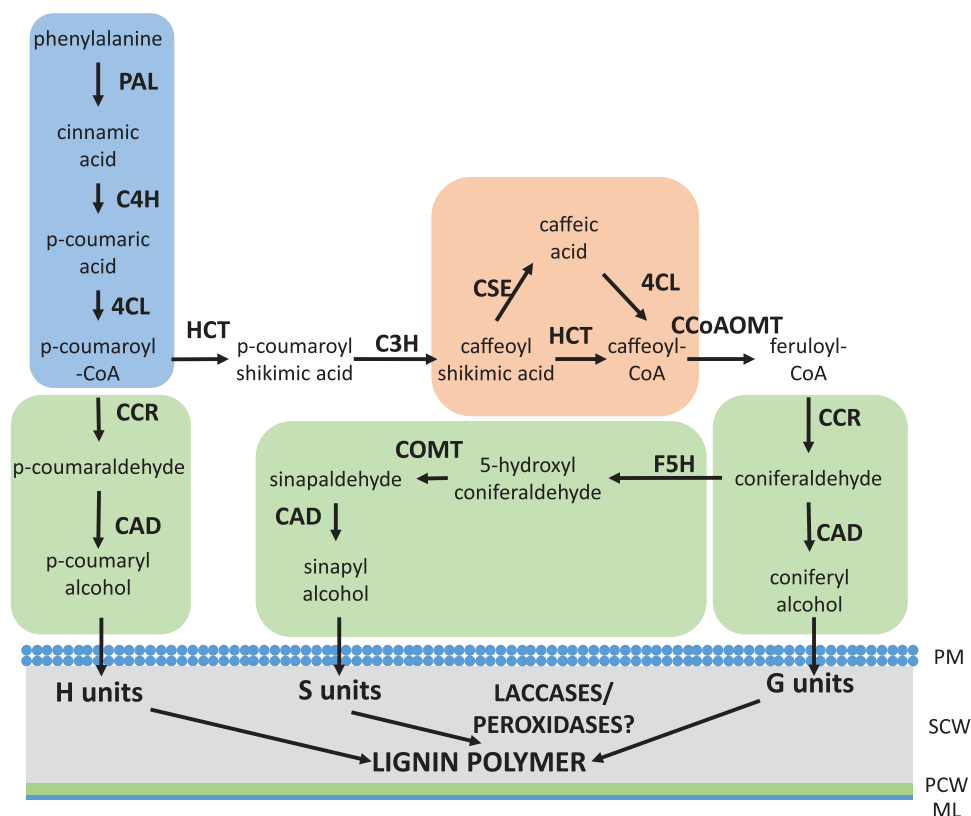 phenylalanine
PAL
cinnamic
acid
C4H
p-coumaric
acid
4CL
p-coumaroyl
-CoA
HCT
p-coumaroyl
shikimic acid
C3H
caffeoyl
shikimic acid
CSE
caffeic
acid
4CL
HCT
caffeoyl-
CoA
CCoAOMT
feruloyl-
CoA
CCR
p-coumaraldehyde
CAD
p-coumaryl
alcohol
CCR
coniferaldehyde
CAD
coniferyl
alcohol
F5H
5-hydroxyl
coniferaldehyde
COMT
sinapaldehyde
CAD
sinapyl
alcohol
PM
H units
S units
G units
LACCASES/
PEROXIDASES?
SCW
LIGNIN POLYMER
PCW
ML